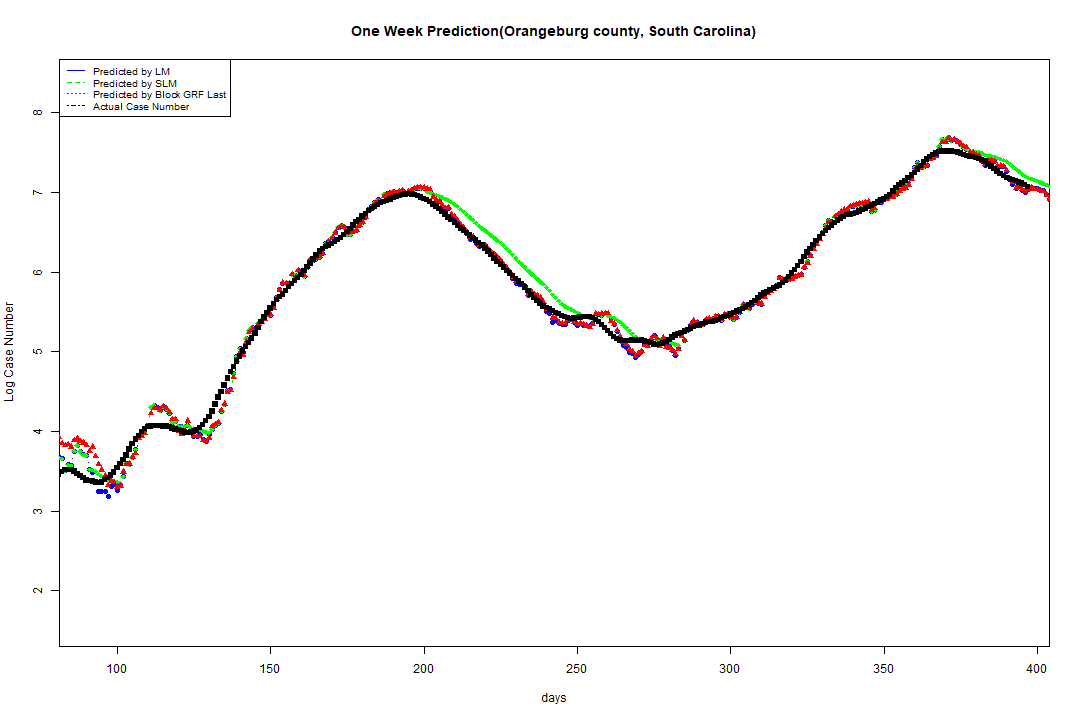 One Week Prediction(Orangeburg county, South Carolina)
Predicted by LM
Predicted by SLM
Predicted by Block GRF Last
Actual Case Number
8
7
6
5
4
3
2
Log Case Number
100 150 200 250 300 350 400
days